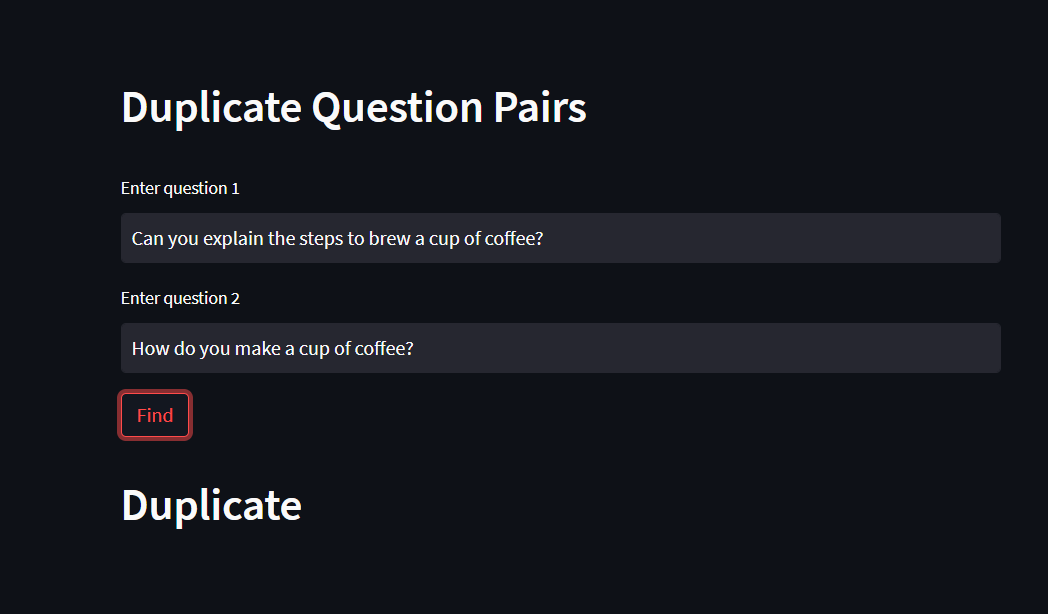 Duplicate Question Pairs
Enter question 1
Can you explain the steps to brew a cup of coffee?
Enter question 2
How do you make a cup of coffee?
Find
Duplicate